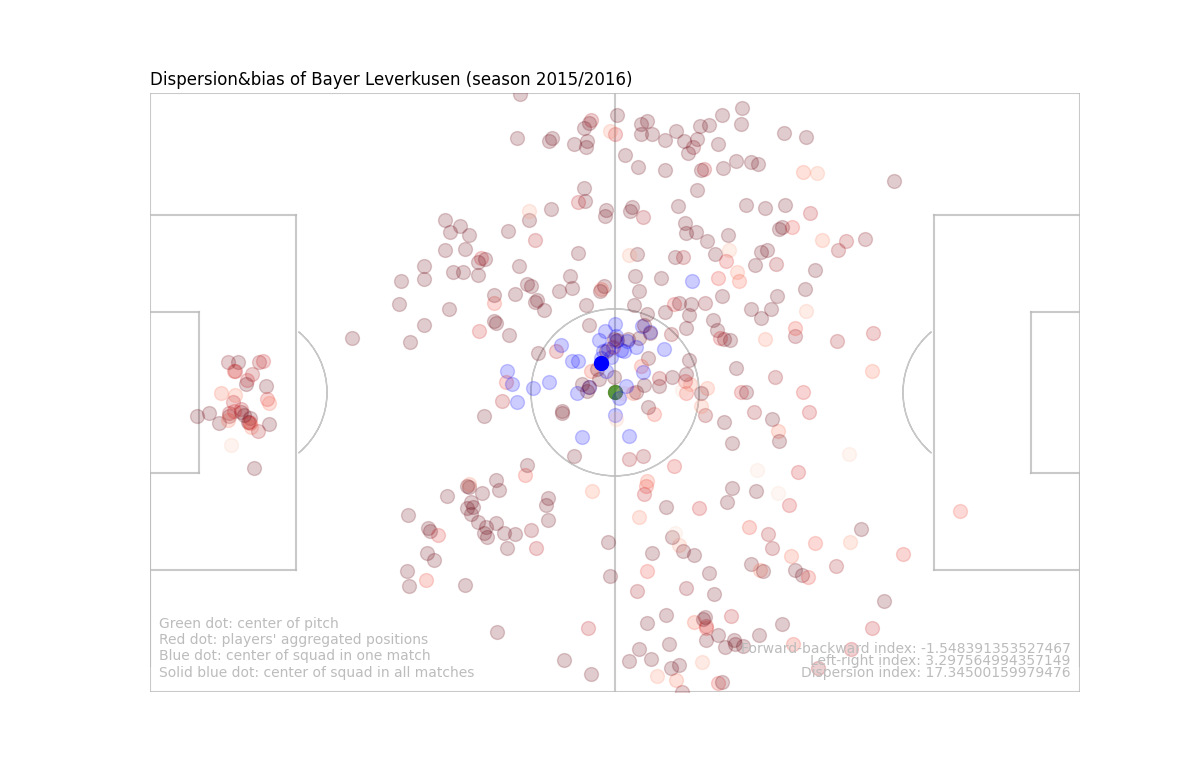 Dispersion&bias of Bayer Leverkusen (season 2015/2016)
Green dot: center of pitch
Red dot: players' aggregated positions
Blue dot: center of squad in one match
Solid blue dot: center of squad in all matches
Forward-backward index: -1.548391353527467
Left-right index: 3.297564994357149
Dispersion index: 17.34500159979476